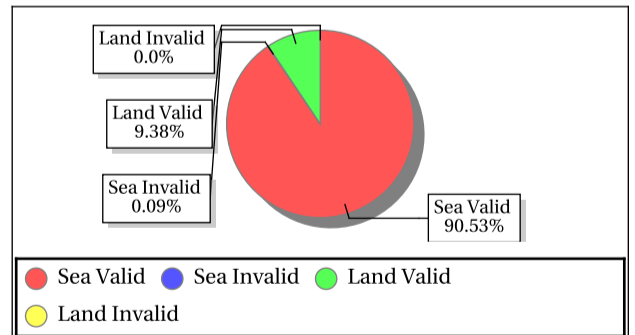 Land Invalid
0.0%
Land Valid
9.38%
Sea Invalid
0.09%
Sea Valid
90.53%
Sea Valid Sea Invalid Land Valid
Land Invalid